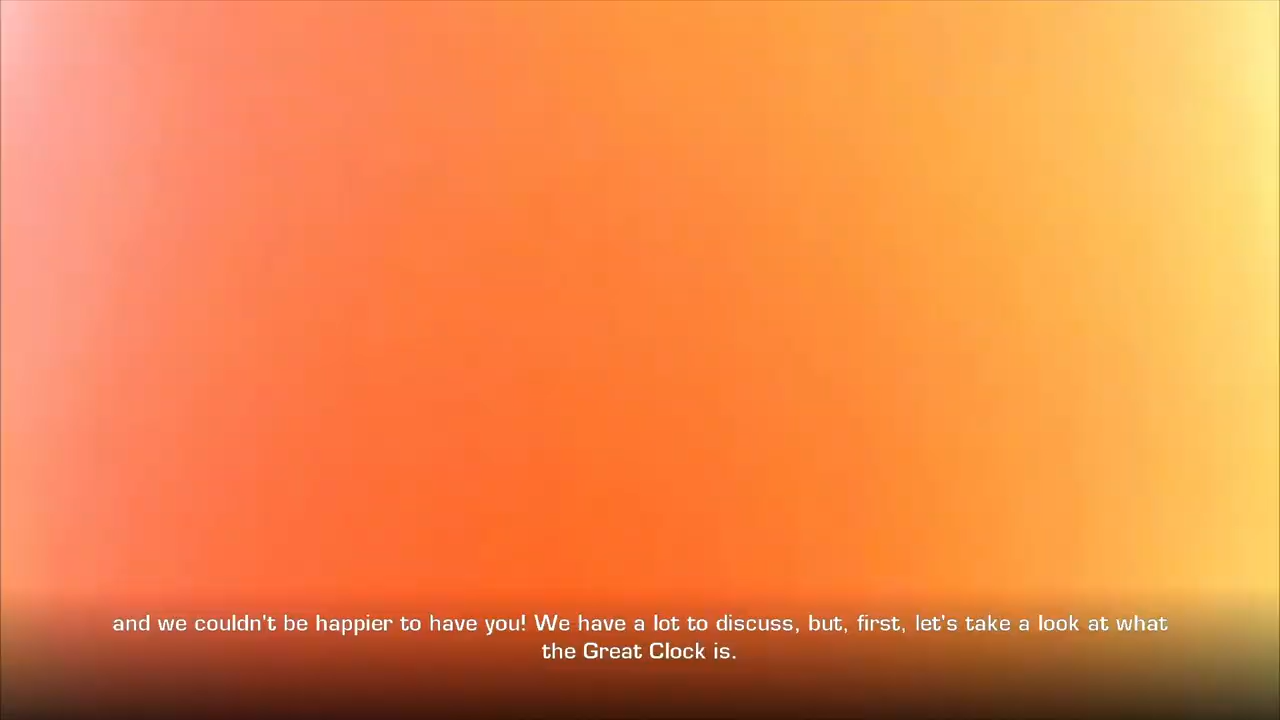 and we couldn't be happier to have you! We have a lot to discuss, but, first, let's take a look at what
the Great Clock is.